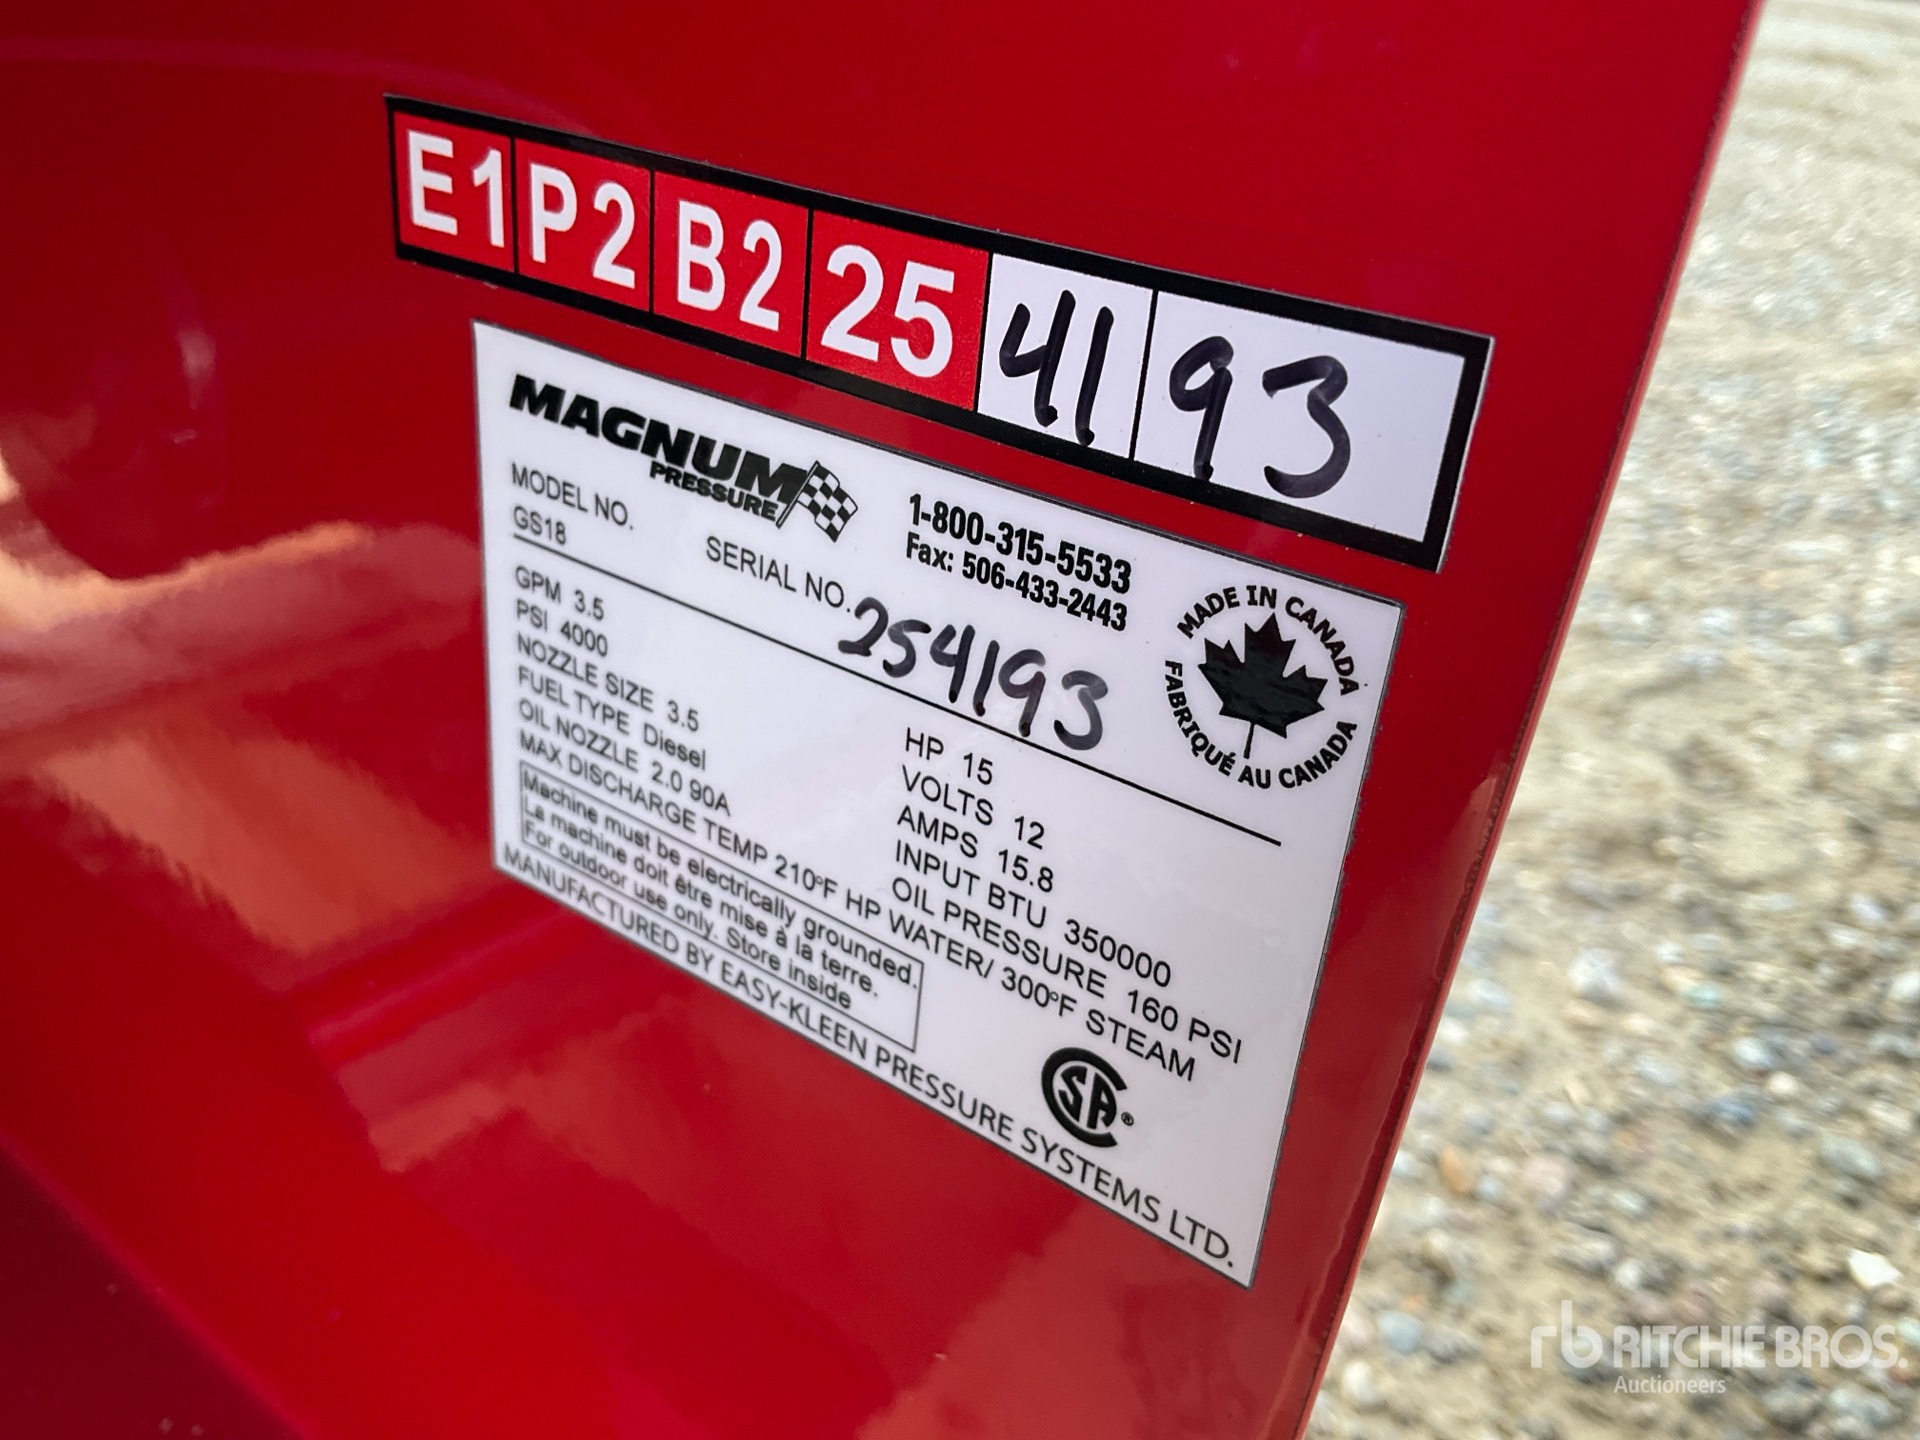 E1 P2 B2 25 41 93
MAGNUM
PRESSURE
1-800-315-5533
Fax: 506-433-2443
MADE IN CANADA
FABRIQUÉ AU CANADA
MODEL NO.
GS18
SERIAL NO. 254193
GPM 3.5
PSI 4000
NOZZLE SIZE 3.5
FUEL TYPE Diesel
OIL NOZZLE 2.0 90A
MAX DISCHARGE TEMP 210°F HP WATER/ 300°F STEAM
HP 15
VOLTS 12
AMPS 15.8
INPUT BTU 350000
OIL PRESSURE 160 PSI
Machine must be electrically grounded.
La machine doit être mise à la terre.
For outdoor use only. Store inside
MANUFACTURED BY EASY-KLEEN PRESSURE SYSTEMS LTD.
CSA®
rb RITCHIE BROS.
Auctioneers